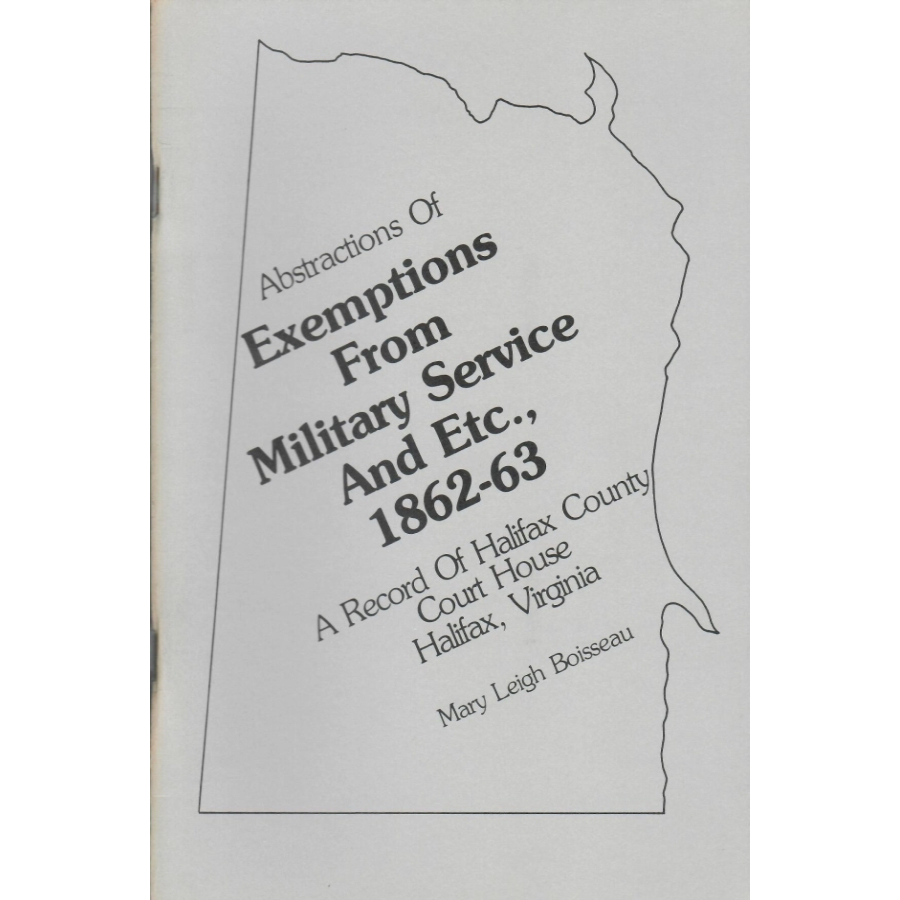 Abstractions Of
Exemptions
From
Military Service
And Etc.,
1862-63
A Record Of Halifax County
Court House
Halifax, Virginia
Mary Leigh Boisseau